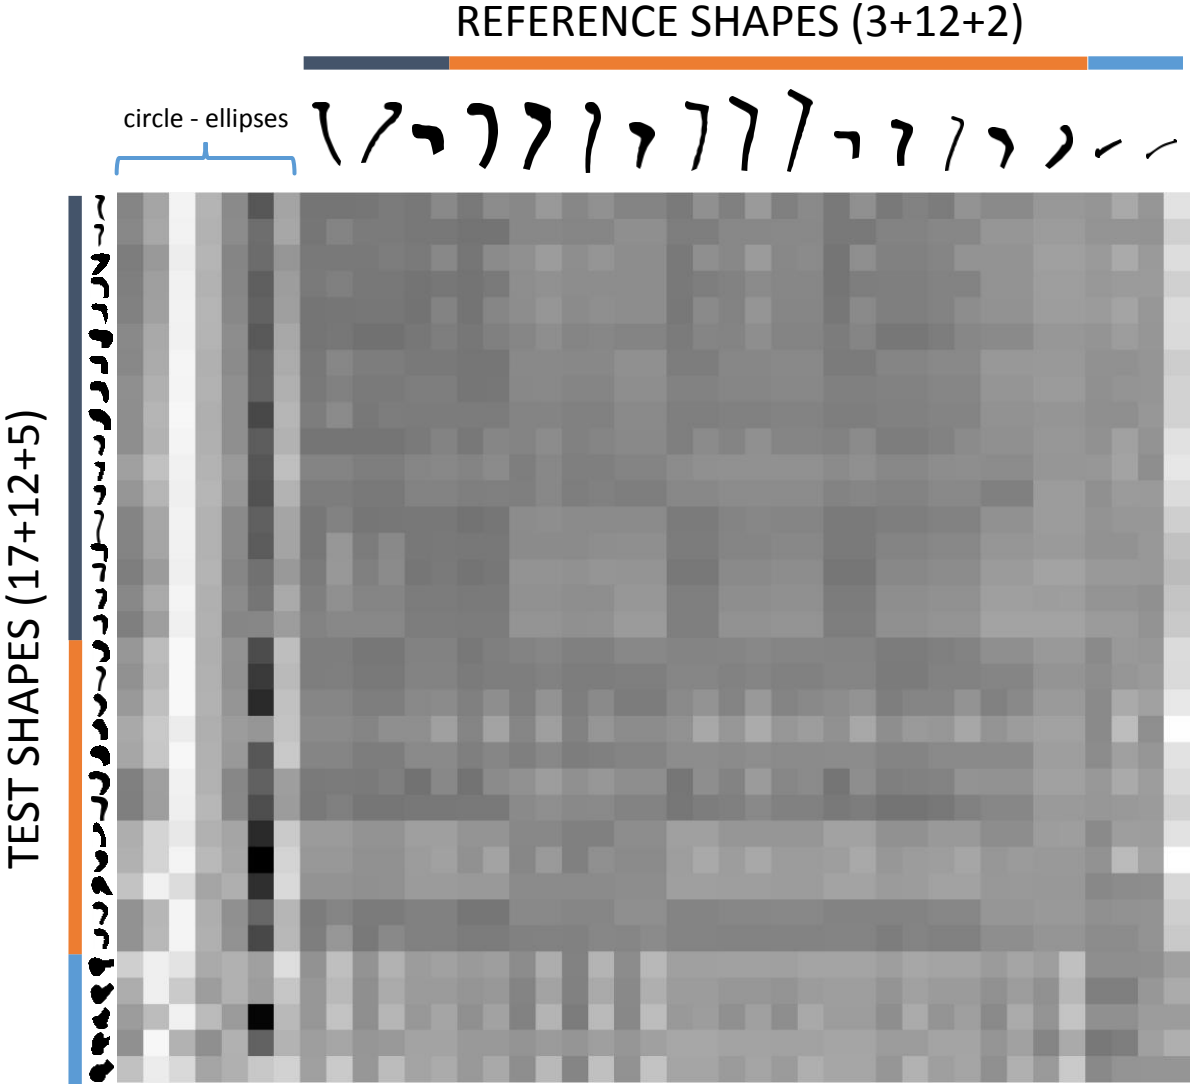 REFERENCE SHAPES (3+12+2)
circle - ellipses
TEST SHAPES (17+12+5)